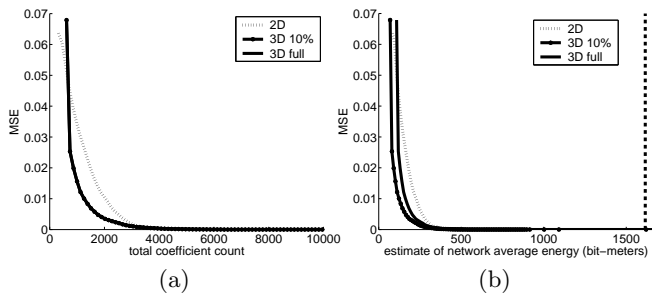 0.07
0.06
0.05
0.04
0.03
0.02
0.01
0
MSE
2D
3D 10%
3D full
0
2000
4000
6000
8000
10000
total coefficient count
(a)
0.07
0.06
0.05
0.04
0.03
0.02
0.01
0
MSE
2D
3D 10%
3D full
0
500
1000
1500
estimate of network average energy (bit−meters)
(b)